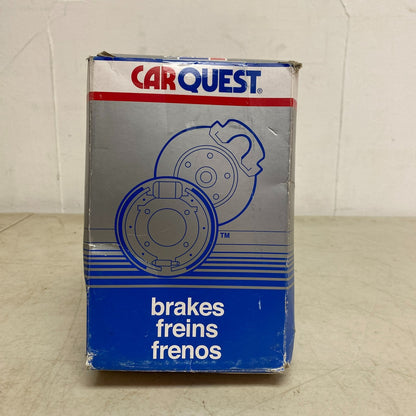 CARQUEST®
™
brakes
freins
frenos